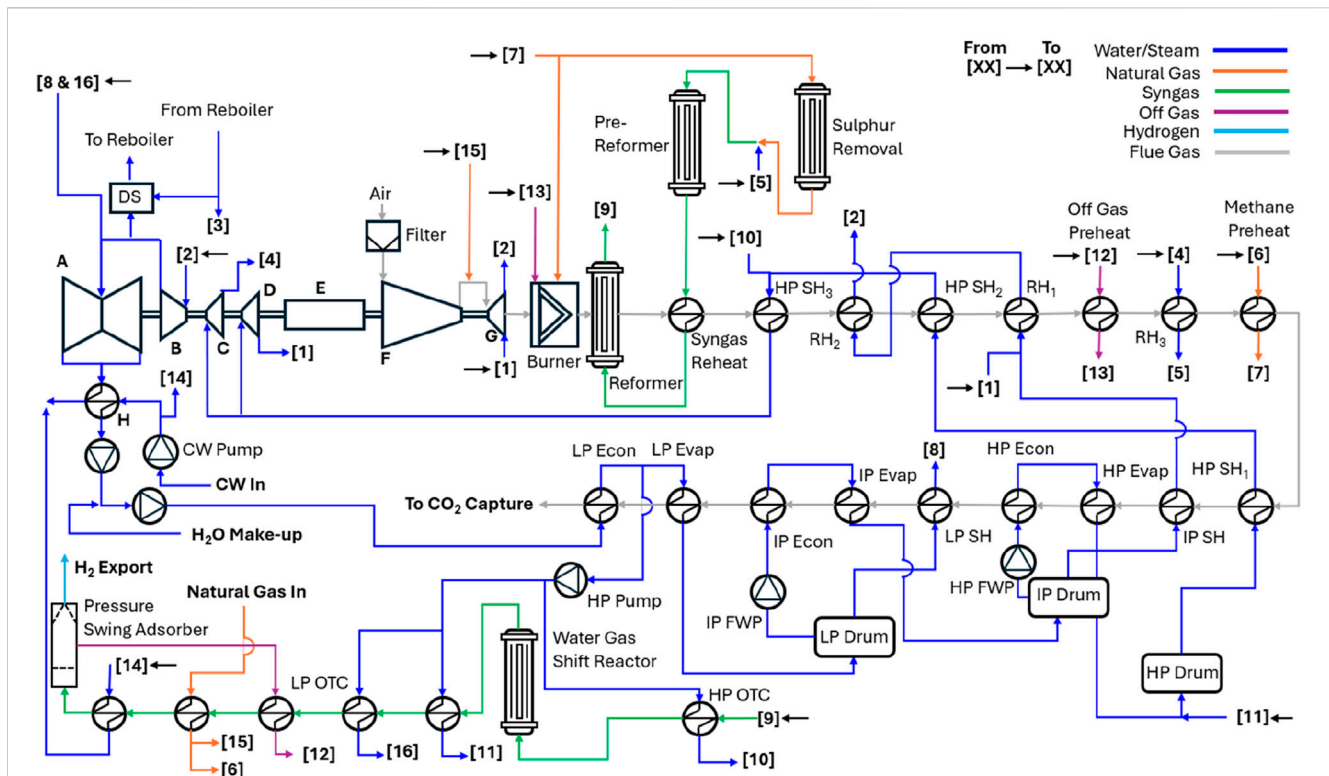 From To
[XX] [XX]
Water/Steam
Natural Gas
Syngas
Off Gas
Hydrogen
Flue Gas
[8 & 16]
From Reboiler
To Reboiler
DS
[3]
[2]
[4]
A
B
C
D
E
F
G
H
[1]
[14]
Air
Filter
[15]
[7]
[13]
[2]
[1]
Burner
[9]
Reformer
Pre-
Reformer
Sulphur
Removal
[5]
Syngas
Reheat
[10]
HP SH3
[2]
RH2
HP SH2
RH1
[1]
Off Gas
Preheat
[12]
[13]
[4]
RH3
[5]
Methane
Preheat
[6]
[7]
CW Pump
CW In
H2O Make-up
To CO2 Capture
LP Econ
LP Evap
IP Econ
IP Evap
[8]
LP SH
HP Econ
HP Evap
IP SH
HP SH1
IP FWP
LP Drum
HP FWP
IP Drum
HP Drum
[11]
H2 Export
Pressure
Swing Adsorber
Natural Gas In
HP Pump
Water Gas
Shift Reactor
[14]
LP OTC
HP OTC
[9]
[15]
[6]
[12]
[16]
[11]
[10]